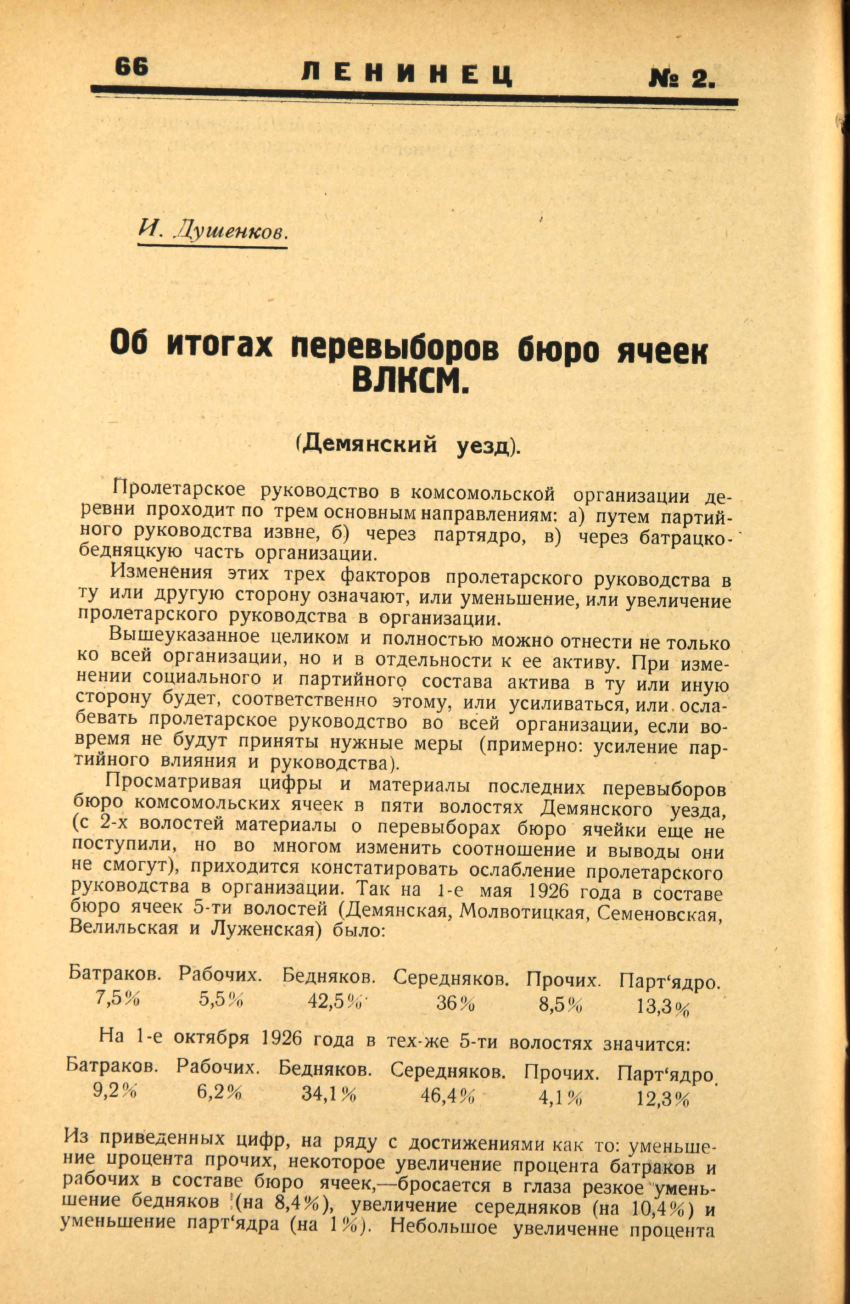 66 ЛЕНИНЕЦ № 2.
И. Душенков.
Об итогах перевыборов бюро ячеек
ВЛКСМ.
(Демянский уезд).
Пролетарское руководство в комсомольской организации де-
ревни проходит по трем основным направлениям: а) путем партий-
ного руководства извне, б) через партядро, в) через батрацко-
бедняцкую часть организации.
Изменения этих трех факторов пролетарского руководства в
ту или другую сторону означают, или уменьшение, или увеличение
пролетарского руководства в организации.
Вышеуказанное целиком и полностью можно отнести не только
ко всей организации, но и в отдельности к ее активу. При изме-
нении социального и партийного состава актива в ту или иную
сторону будет, соответственно этому, или усиливаться, или осла-
бевать пролетарское руководство во всей организации, если во-
время не будут приняты нужные меры (примерно: усиление пар-
тийного влияния и руководства).
Просматривая цифры и материалы последних перевыборов
бюро комсомольских ячеек в пяти волостях Демянского уезда,
(с 2-х волостей материалы о перевыборах бюро ячейки еще не
поступили, но во многом изменить соотношение и выводы они
не смогут), приходится констатировать ослабление пролетарского
руководства в организации. Так на 1-е мая 1926 года в составе
бюро ячеек 5-ти волостей (Демянская, Молвотицкая, Семеновская,
Велильская и Луженская) было:
Батраков. Рабочих. Бедняков. Середняков. Прочих. Парт‘ядро.
7,5% 5,5% 42,5% 36% 8,5% 13,3%
На 1-е октября 1926 года в тех-же 5-ти волостях значится:
Батраков. Рабочих. Бедняков. Середняков. Прочих. Парт‘ядро.
9,2% 6,2% 34,1% 46,4% 4,1% 12,3%
Из приведенных цифр, на ряду с достижениями как то: уменьше-
ние ироцента прочих, некоторое увеличение процента батраков и
рабочих в составе бюро ячеек,—бросается в глаза резкое умень-
шение бедняков (на 8,4%), увеличение середняков (на 10,4%) и
уменьшение парт‘ядра (на 1%). Небольшое увеличенне процента